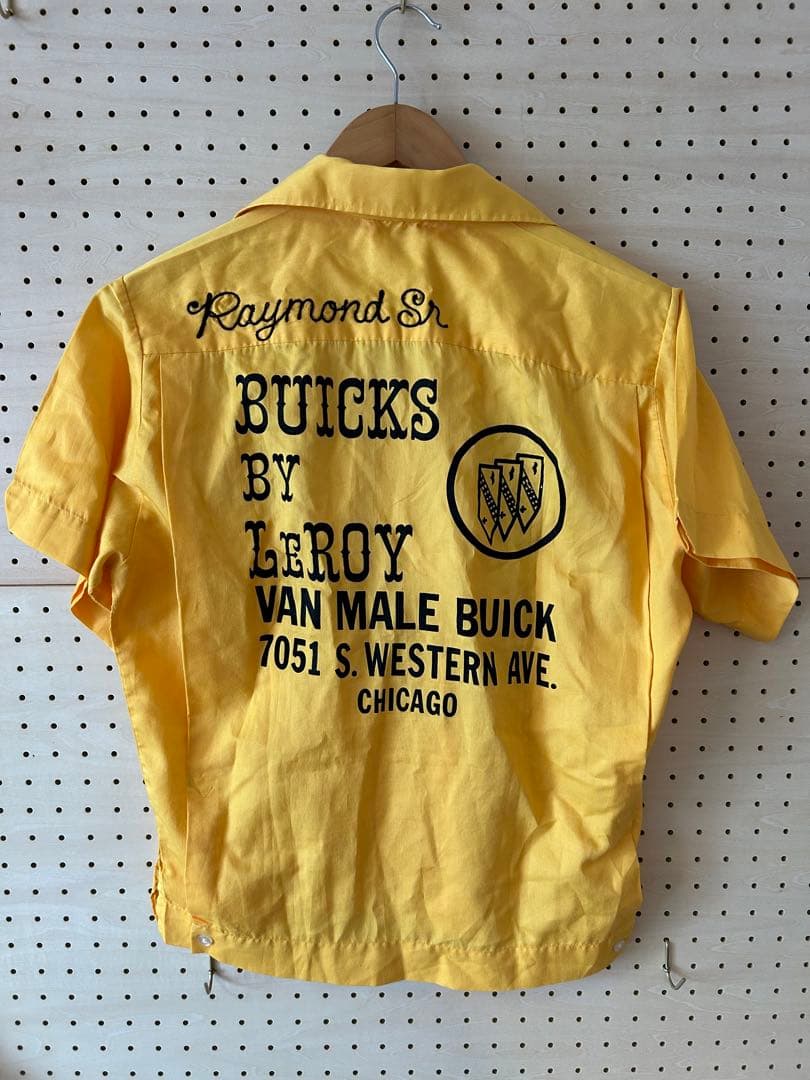 Raymond Sr
BUICKS
BY
LeROY
VAN MALE BUICK
7051 S. WESTERN AVE.
CHICAGO